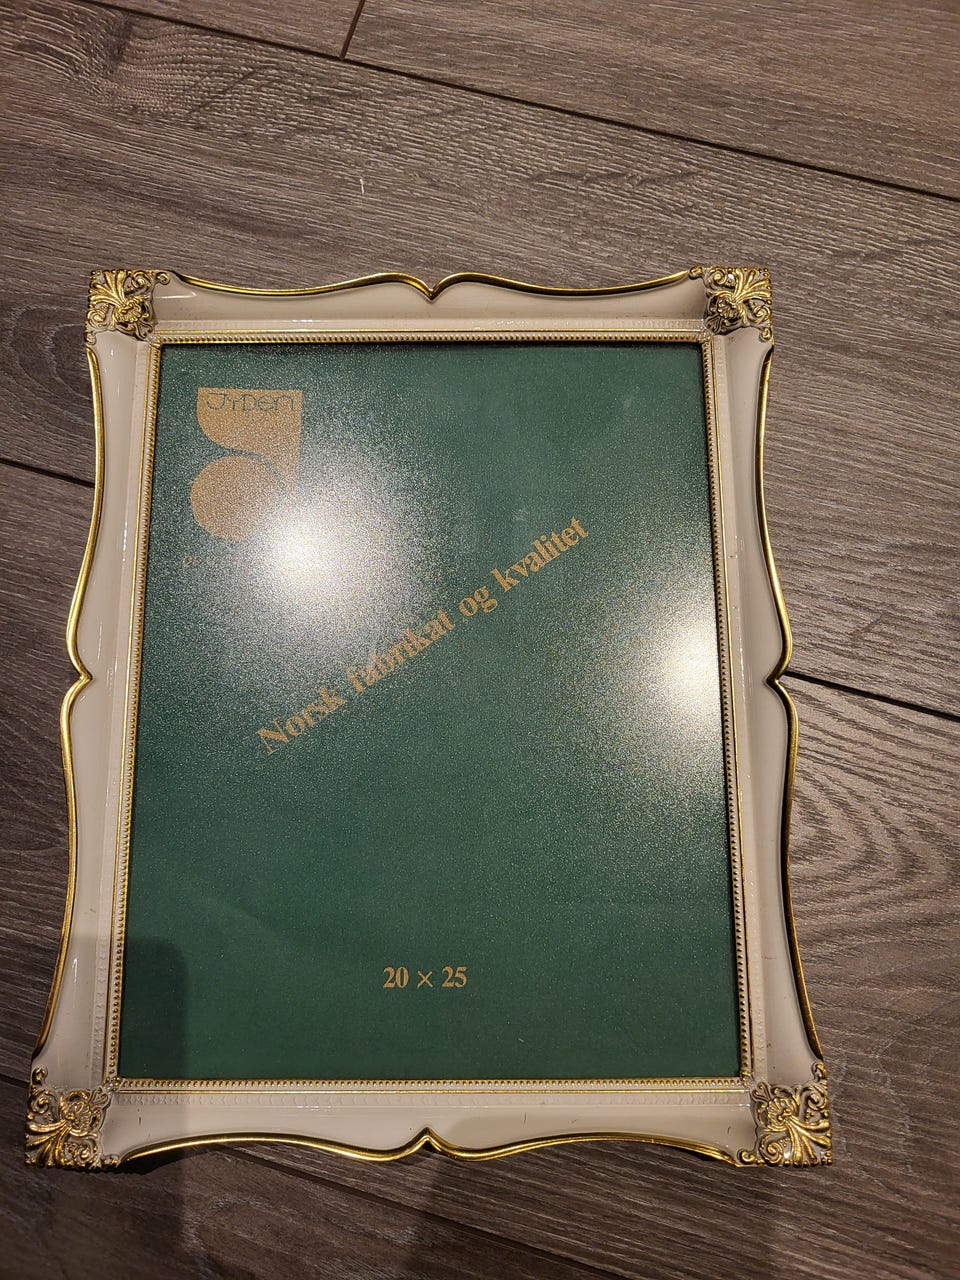 Norsk fabrikat og kvalitet
20 × 25